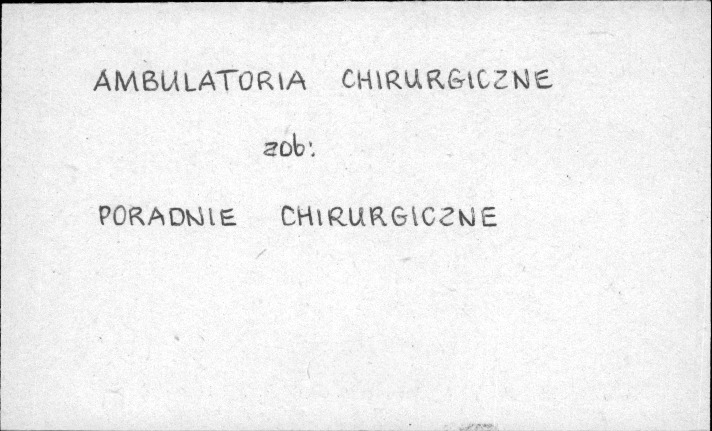 AMBULATORIA CHIRURGICZNE
zob:
PORADNIE CHIRURGICZNE